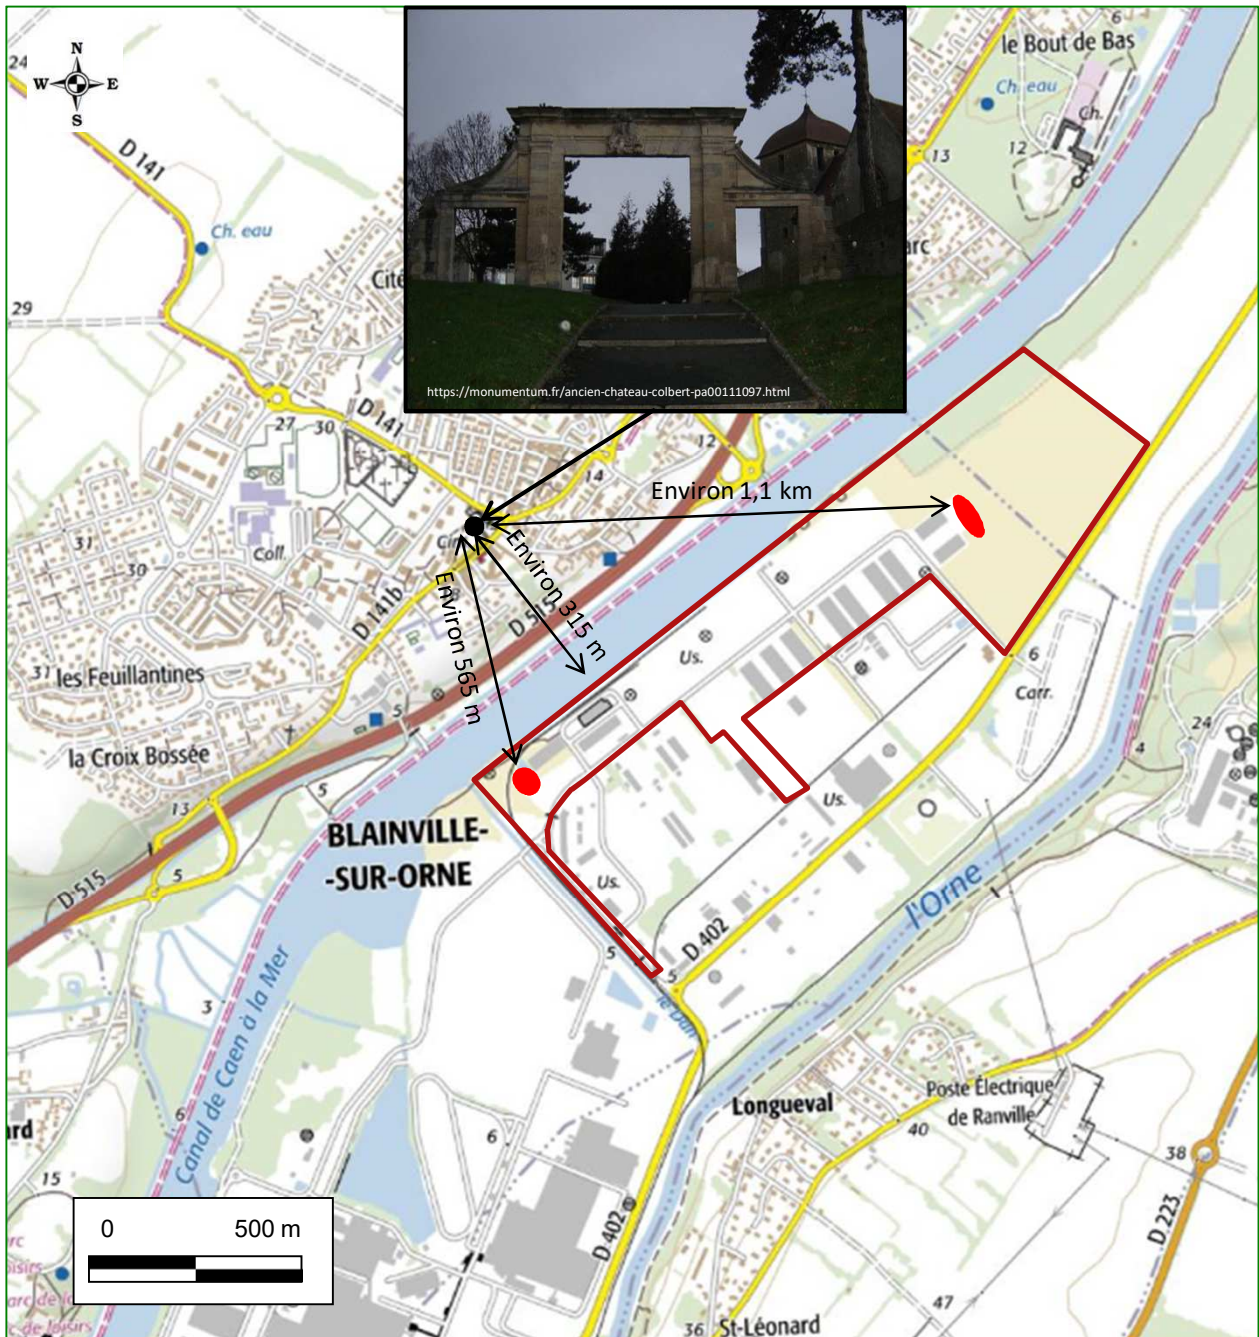 N
W E
S
24
D 141
Ch. eau
29
Cité
https://monumentum.fr/ancien-chateau-colbert-pa00111097.html
le Bout de Bas
6
Ch. eau
Ch.
12
13
arc
27
30
D 141
14
12
Environ 1,1 km
Environ 315 m
Environ 565 m
31
30
Coll.
D 141b
31
les Feuillantines
la Croix Bossée
5
13
5
5
D 515
BLAINVILLE-
-SUR-ORNE
Us.
Us.
Us.
6
Carr.
24
4
l'Orne
D 402
5
5
le Dan
Canal de Caen à la Mer
3
6
15
6
Longueval
Poste Électrique
de Ranville
40
38
D 223
D 402
47
36
St-Léonard
0 500 m